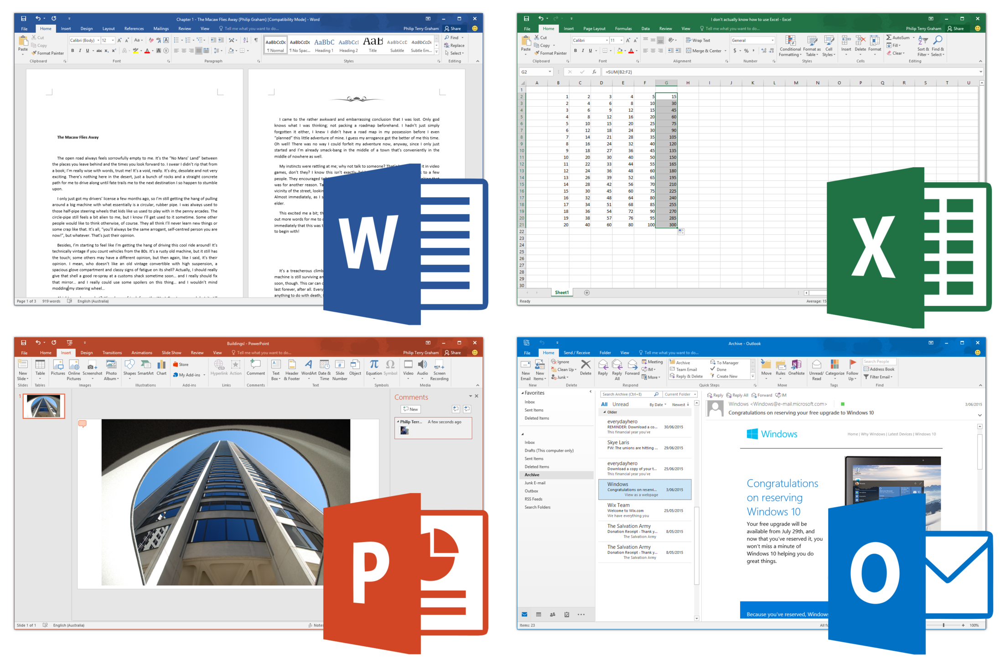 Chapter 1 - The Macaw Flies Away (Philip Graham) [Compatibility Mode] - Word
File Home Insert Design Layout References Mailings Review View Tell me what you want to do... Philip Terry Graham Share
Paste
Cut
Copy
Format Painter
Calibri (Body) 12
AaBbCcDc AaBbCcDc AaBbC AaBbCcI AaB AaBbCcD AaBbCcDc
¶ Normal ¶ No Spac... Heading 1 Heading 2 Title Subtitle Subtle Em...
Find
Replace
Select
Clipboard Font Paragraph Styles Editing
The Macaw Flies Away
The open road always feels sorrowfully empty to me. It's the "No Mans' Land" between
the places you leave behind and the times you look forward to. I swear I didn't rip that from
a book; I'm really wise with words, trust me! It's a void, really. It's dry, desolate and not very
exciting. There's nothing here in the desert, just a bunch of rocks and a straight concrete
path for me to drive along until fate trails me to the next destination I so happen to stumble
upon.
I only just got my drivers' license a few months ago, so I'm still getting the hang of pulling
around a big machine with what essentially is a circular, rubber pipe. I was always used to
those half-pipe steering wheels that kids like us used to play with in the penny arcades. The
circle-pipe still feels a bit alien to me, but I know I'll get used to it sometime. Some other
people would like to think otherwise, of course. They all think I'll never learn new things or
some crap like that. It's all, "you'll always be the same arrogant, self-centred person you are
now!", but whatever. That's just their opinion.
Besides, I'm starting to feel like I'm getting the hang of driving this cool ride around! It's
technically vintage if you count vehicles from the 80s. It's a rusty old machine, but it still has
the touch; some others may have a different opinion, but then again, like I said, it's their
opinion. I mean, who doesn't like an old vintage convertible with high suspension, a
spacious glove compartment and classy signs of fatigue on its shell? Actually, I should really
give that shell a good re-spray at a customs shack sometime soon... and I really should fix
that mirror... and I really could use some spoilers on this thing... and I wouldn't mind
modding my steering wheel...
I came to the rather awkward and embarrassing conclusion that I was lost. Only god
knows what I was thinking; not packing a roadmap beforehand. I hadn't just simply
forgotten it either, I knew I didn't have a road map in my possession before I even
"planned" this little adventure of mine. I guess my arrogance got the better of me this time.
Oh well! There was no way I could forfeit my adventure now, anyway, since I only just
started and I'm already smack-bang in the middle of a town that's conveniently in the
middle of nowhere as well.
My instincts were rattling at me; why not talk to someone? That's it in video
games, don't they? I know this isn't exactly to a few
people. They encouraged that
was for another reason.
vicinity of the street,
Almost immediately, as I s
elder.
This excited me a bit;
out more words for me to
immediately that this was
to begin with!
It's a treacherous climb
machine is still surviving
soon, though. This car can
last forever, after all. Every
anything to do with death;
Page 1 of 3 919 words English (Australia)
I don't actually know how to use Excel - Excel
File Home Insert Page Layout Formulas Data Review View Tell me what you want to do... Philip Terry Graham Share
Paste
Cut
Copy
Format Painter
Calibri 11
Wrap Text
Merge & Center
General
Conditional Formatting
Format as Table
Cell Styles
Insert Delete Format
AutoSum
Fill
Clear
Sort & Filter
Find & Select
Clipboard Font Alignment Number Styles Cells Editing
G2 =SUM(B2:F2)
A B C D E F G H I J K L M N O P Q R S T U
1
2 1 2 3 4 5 15
3 2 4 6 8 10 30
4 3 6 9 12 15 45
5 4 8 12 16 20 60
6 5 10 15 20 25 75
7 6 12 18 24 30 90
8 7 14 21 28 35 105
9 8 16 24 32 40 120
10 9 18 27 36 45 135
11 10 20 30 40 50 150
12 11 22 33 44 55 165
13 12 24 36 48 60 180
14 13 26 39 52 65 195
15 14 28 42 56 70 210
16 15 30 45 60 75 225
17 16 32 48 64 80 240
18 17 34 51 68 85 255
19 18 36 54 72 90 270
20 19 38 57 76 95 285
21 20 40 60 80 100 300
22
23
24
25
26
27
28
29
30
Sheet1
Ready Average: 15
W
X
Buildings! - PowerPoint
File Home Insert Design Transitions Animations Slide Show Review View Tell me what you want to do... Philip Terry Graham Share
New Slide
Table
Pictures
Online Pictures
Screenshot
Photo Album
Shapes SmartArt Chart
Store
My Add-ins
Hyperlink Action
Comment
Text Box
Header & Footer
WordArt
Date & Time
Slide Number
Object
Equation Symbol
Video Audio
Screen Recording
Slides Tables Images Illustrations Add-ins Links Comments Text Symbols Media
1
Comments
New
Philip Terr... A few seconds ago
Slide 1 of 1 English (Australia) Notes
P
Archive - Outlook
File Home Send / Receive Folder View Tell me what you want to do...
New Email
New Items
Ignore
Clean Up
Junk
Delete
Reply
Reply All
Forward
Meeting
IM
More
Archive
Team Email
Reply & Delete
To Manager
Done
Create New
Move Rules OneNote
Unread/ Read
Categorize
Follow Up
Search People
Address Book
Filter Email
New Delete Respond Quick Steps Move Tags Find
Favorites
Inbox
Sent Items
Deleted Items
Inbox
Drafts (This computer only)
Sent Items
Deleted Items
Archive
Junk E-mail
Outbox
RSS Feeds
Search Folders
Search Archive (Ctrl+E) Current Folder
All Unread By Date Newest
Older
everydayhero
REMINDER: Download a co... 30/06/2015
This financial year you've
Skye Laris
FW: The unions are hitting ... 29/06/2015
everydayhero
Download a copy of your t... 25/06/2015
This financial year you've
Windows
Congratulations on reservi... 3/06/2015
View as a webpage
Wix Team
Welcome to Wix.com 25/05/2015
We have everything you
The Salvation Army
Donation Receipt - Thank y... 8/05/2015
The Salvation Army
The Salvation Army
Donation Receipt - Thank y... 8/05/2015
The Salvation Army
Reply Reply All Forward IM
Windows <Windows@e-mail.microsoft.com> 3/06/2015
Congratulations on reserving your free upgrade to Windows 10
Windows
Home | Why Windows | Latest Devices | Windows 10
Congratulations
on reserving
Windows 10
Your free upgrade will be
available from July 29th, and
now that you've reserved it, you
won't miss a minute of
Windows 10 helping you do
great things.
Because you've reserved, Windows
Items: 23 All 100%
O